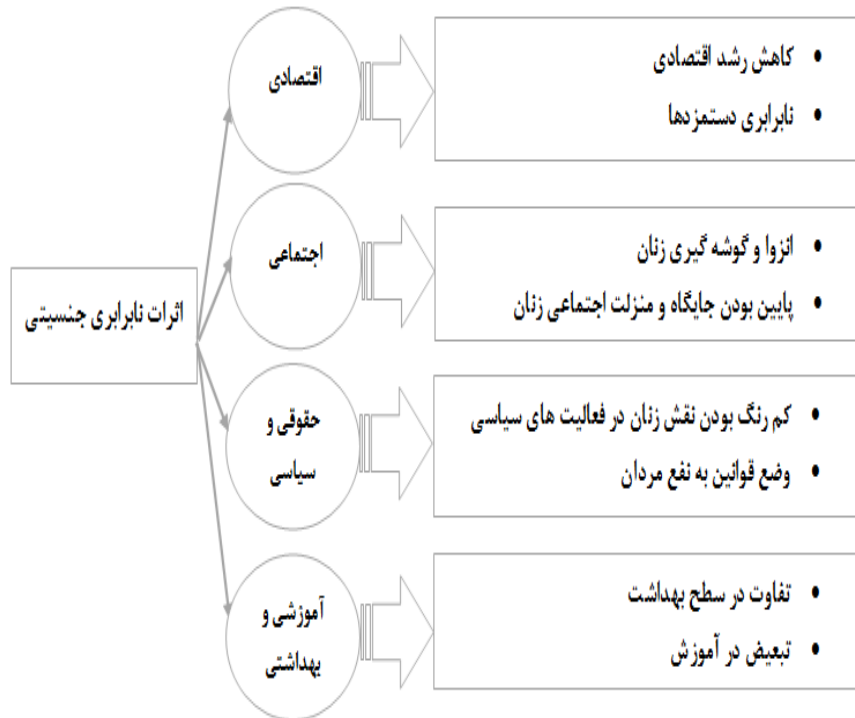 اثرات نابرابری جنسیتی
اقتصادی
کاهش رشد اقتصادی
نابرابری دستمزدها
اجتماعی
انزوا و گوشه گیری زنان
پایین بودن جایگاه و منزلت اجتماعی زنان
حقوقی و
سیاسی
کم رنگ بودن نقش زنان در فعالیت های سیاسی
وضع قوانین به نفع مردان
آموزشی و
بهداشتی
تفاوت در سطح بهداشت
تبعیض در آموزش